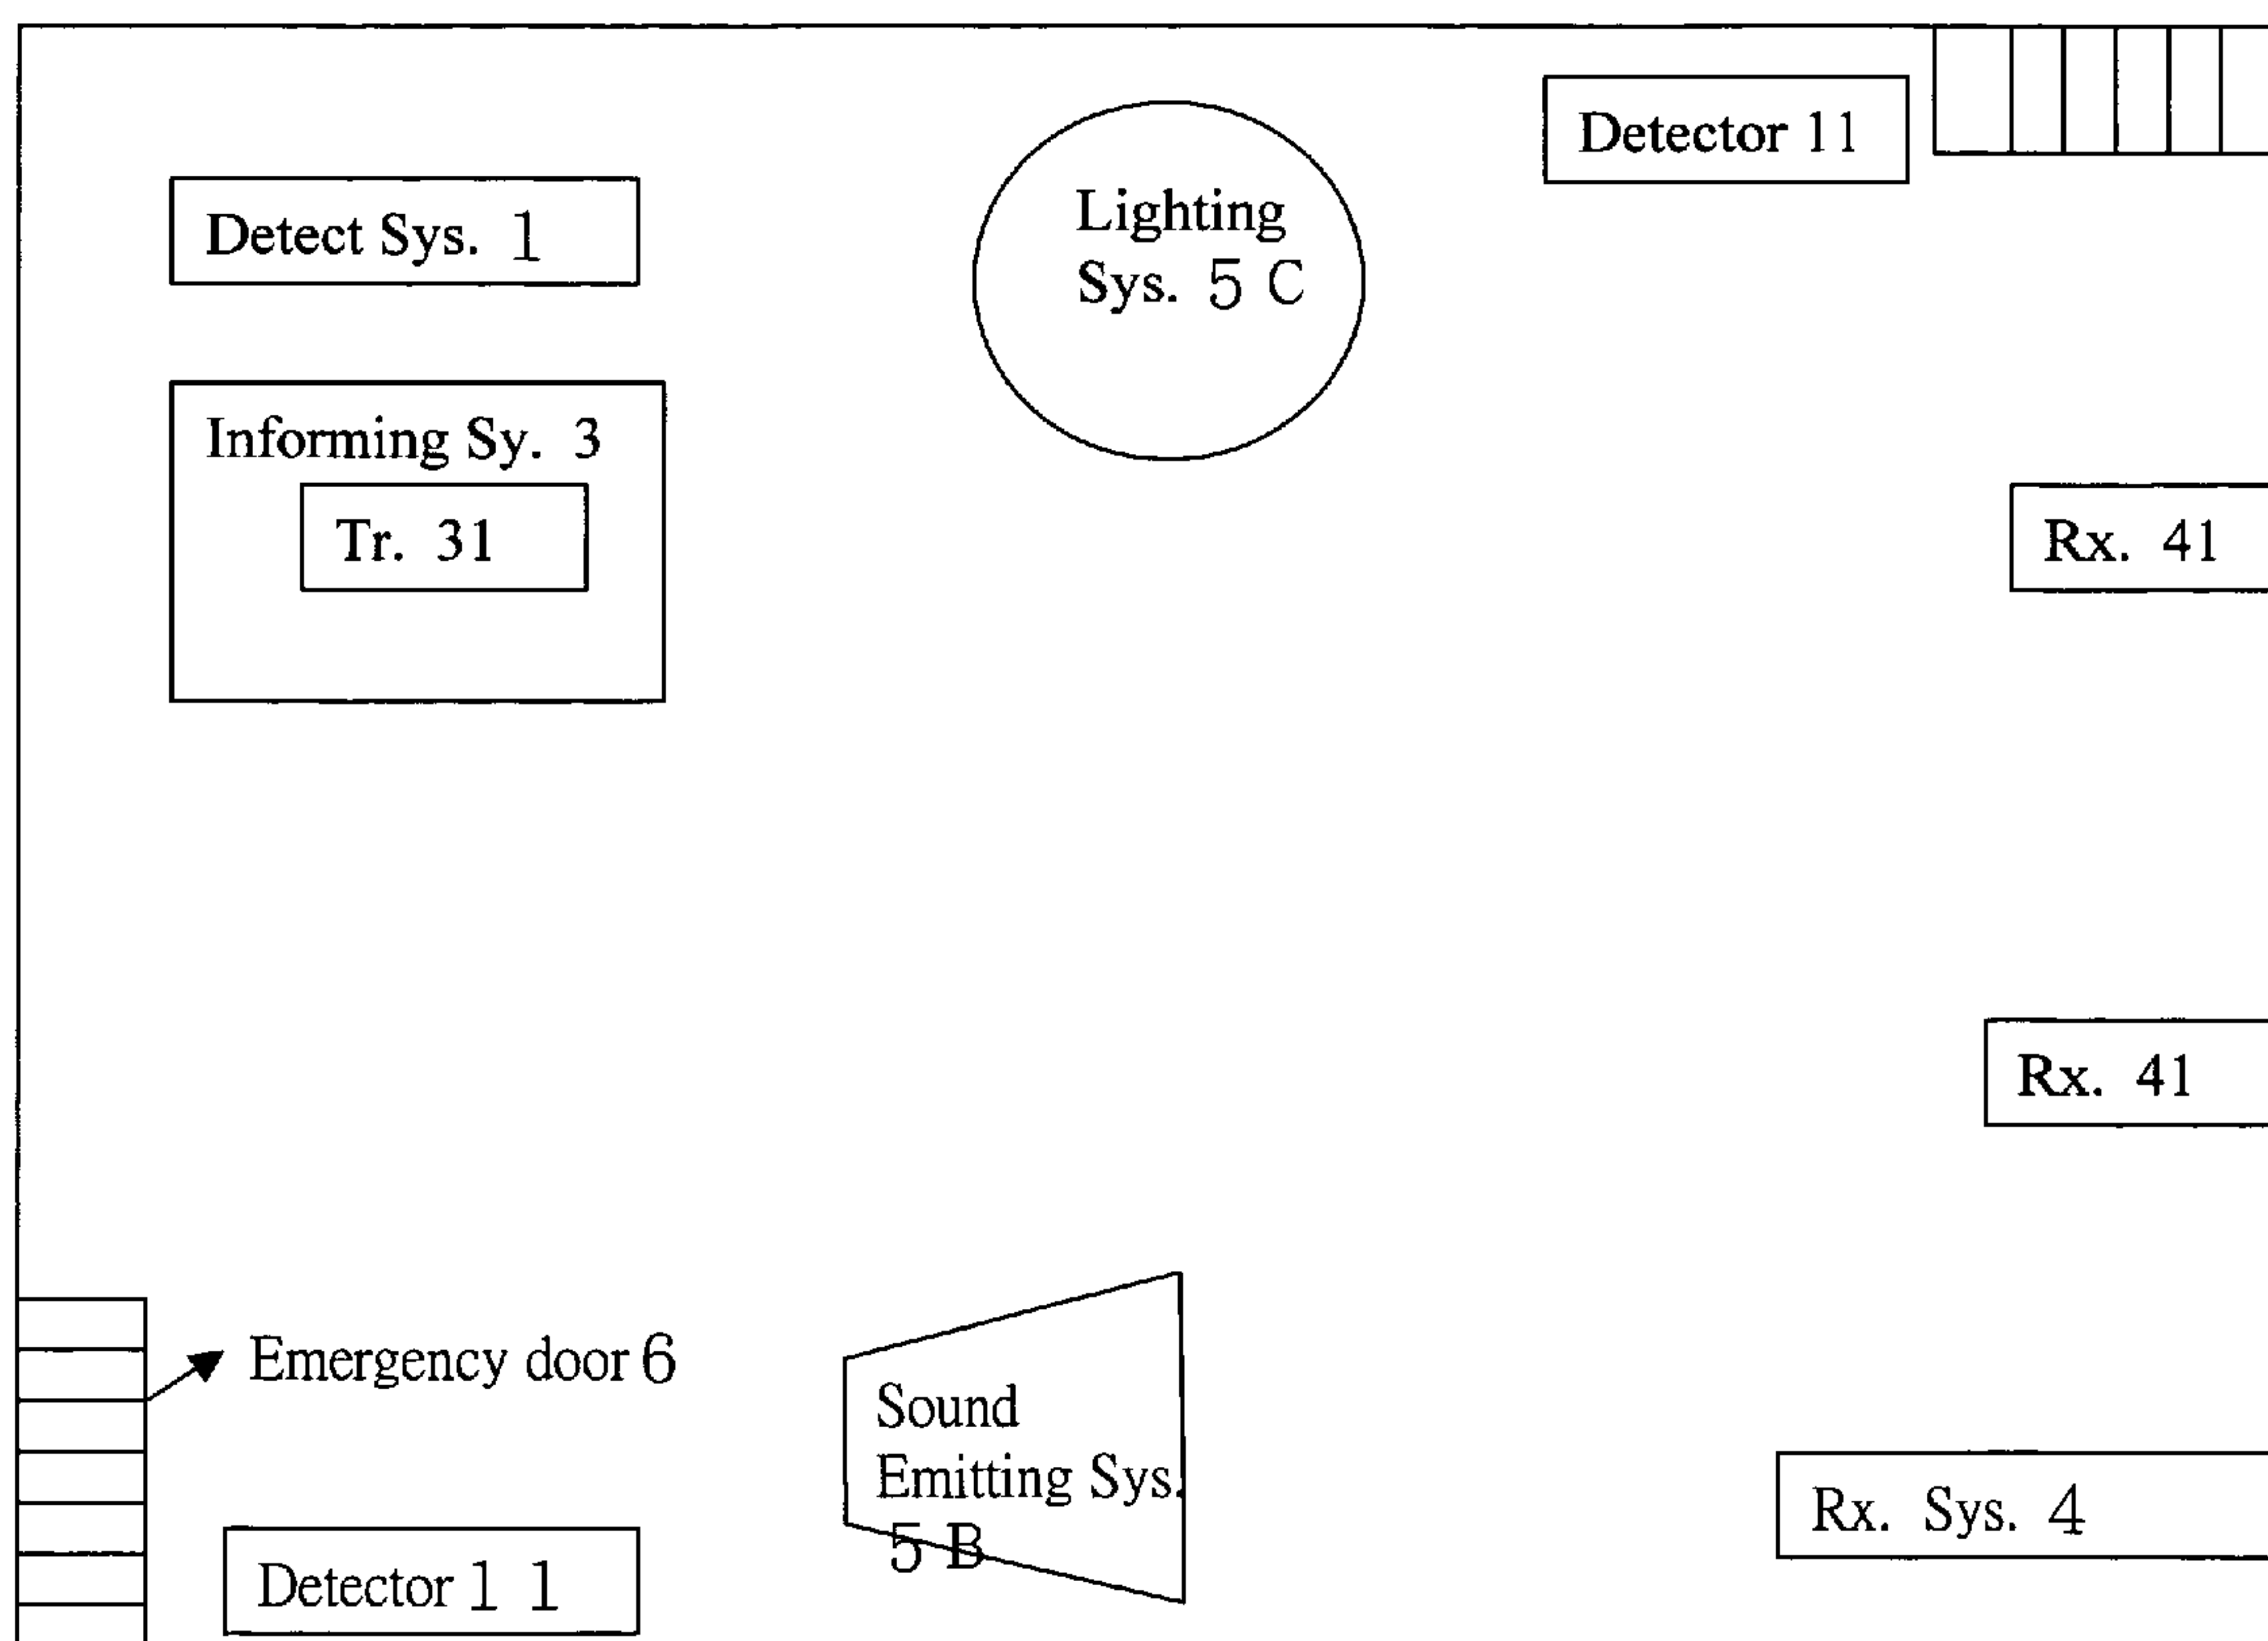 Detector 11
Detect Sys. 1
Lighting
Sys. 5 C
Informing Sy. 3
Tr. 31
Rx. 41
Rx. 41
Emergency door 6
Sound
Emitting Sys.
5 B
Rx. Sys. 4
Detector 1 1